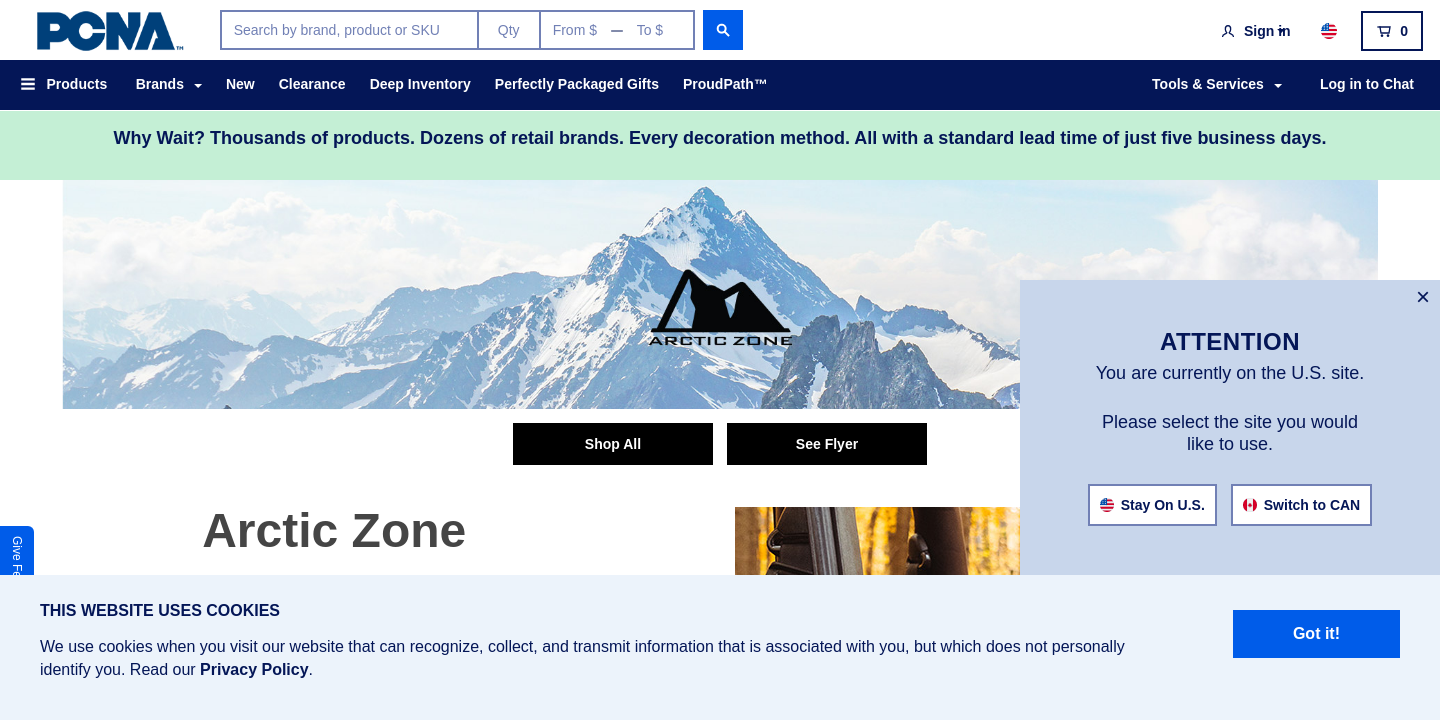 PCNA™
Search by brand, product or SKU
Qty
From $ — To $
Sign in
0
Products
Brands
New
Clearance
Deep Inventory
Perfectly Packaged Gifts
ProudPath™
Tools & Services
Log in to Chat
Why Wait? Thousands of products. Dozens of retail brands. Every decoration method. All with a standard lead time of just five business days.
ARCTIC ZONE
×
ATTENTION
You are currently on the U.S. site.
Please select the site you would
like to use.
Stay On U.S.
Switch to CAN
Shop All
See Flyer
Arctic Zone
Give Fe
THIS WEBSITE USES COOKIES
We use cookies when you visit our website that can recognize, collect, and transmit information that is associated with you, but which does not personally
identify you. Read our Privacy Policy.
Got it!